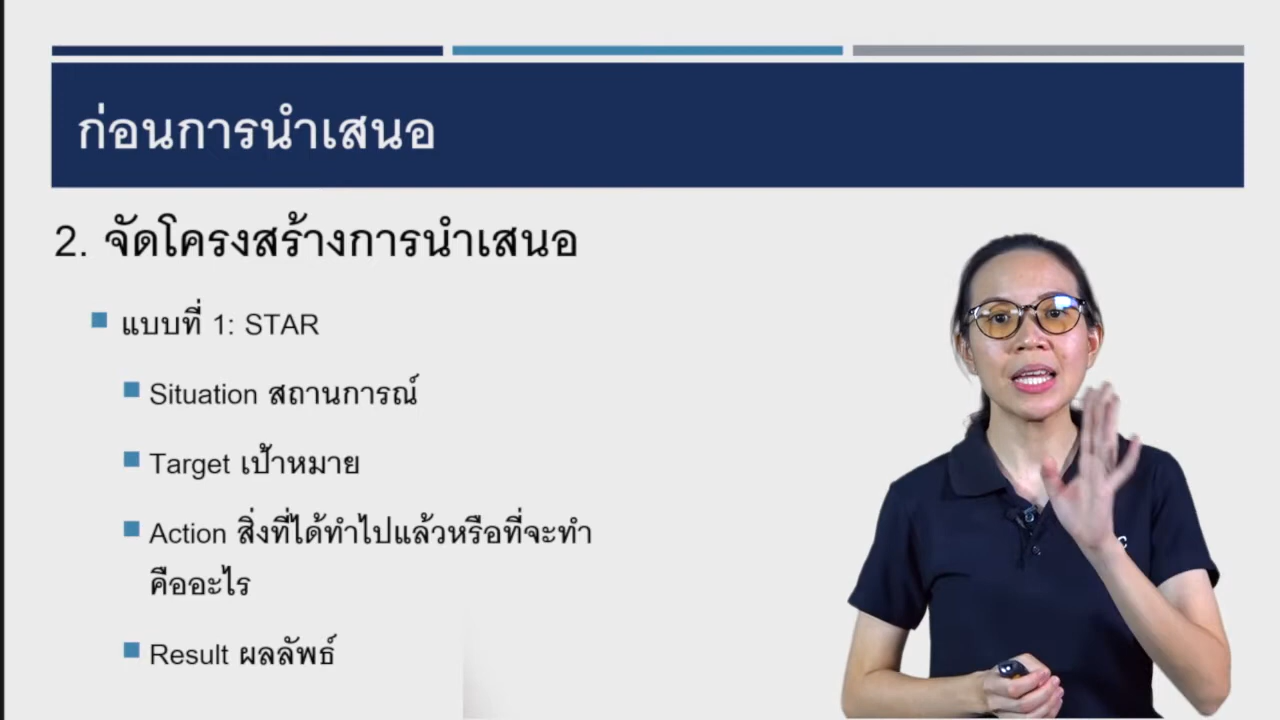 ก่อนการนำเสนอ
2. จัดโครงสร้างการนำเสนอ
แบบที่ 1: STAR
Situation สถานการณ์
Target เป้าหมาย
Action สิ่งที่ได้ทำไปแล้วหรือที่จะทำ
คืออะไร
Result ผลลัพธ์